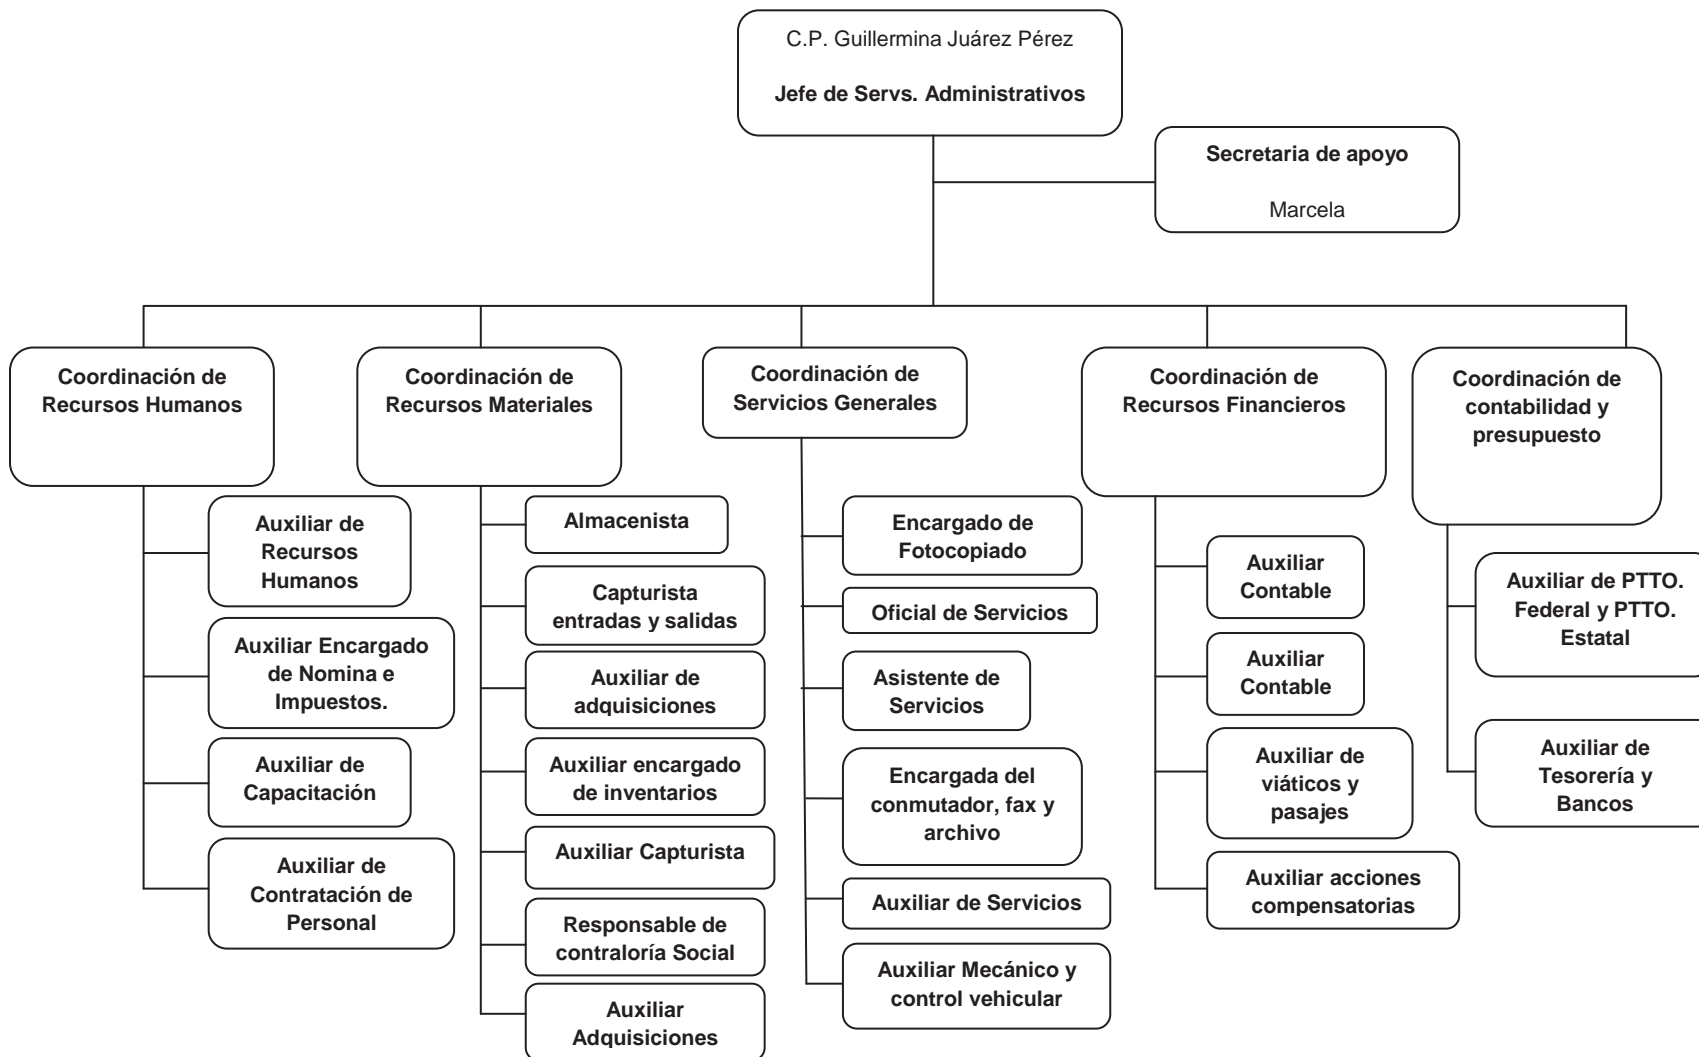 C.P. Guillermina Juárez Pérez
Jefe de Servs. Administrativos
Secretaria de apoyo
Marcela
Coordinación de
Recursos Humanos
Auxiliar de
Recursos
Humanos
Auxiliar Encargado
de Nomina e
Impuestos.
Auxiliar de
Capacitación
Auxiliar de
Contratación de
Personal
Coordinación de
Recursos Materiales
Almacenista
Capturista
entradas y salidas
Auxiliar de
adquisiciones
Auxiliar encargado
de inventarios
Auxiliar Capturista
Responsable de
contraloría Social
Auxiliar
Adquisiciones
Coordinación de
Servicios Generales
Encargado de
Fotocopiado
Oficial de Servicios
Asistente de
Servicios
Encargada del
conmutador, fax y
archivo
Auxiliar de Servicios
Auxiliar Mecánico y
control vehicular
Coordinación de
Recursos Financieros
Auxiliar
Contable
Auxiliar
Contable
Auxiliar de
viáticos y
pasajes
Auxiliar acciones
compensatorias
Coordinación de
contabilidad y
presupuesto
Auxiliar de PTTO.
Federal y PTTO.
Estatal
Auxiliar de
Tesorería y
Bancos